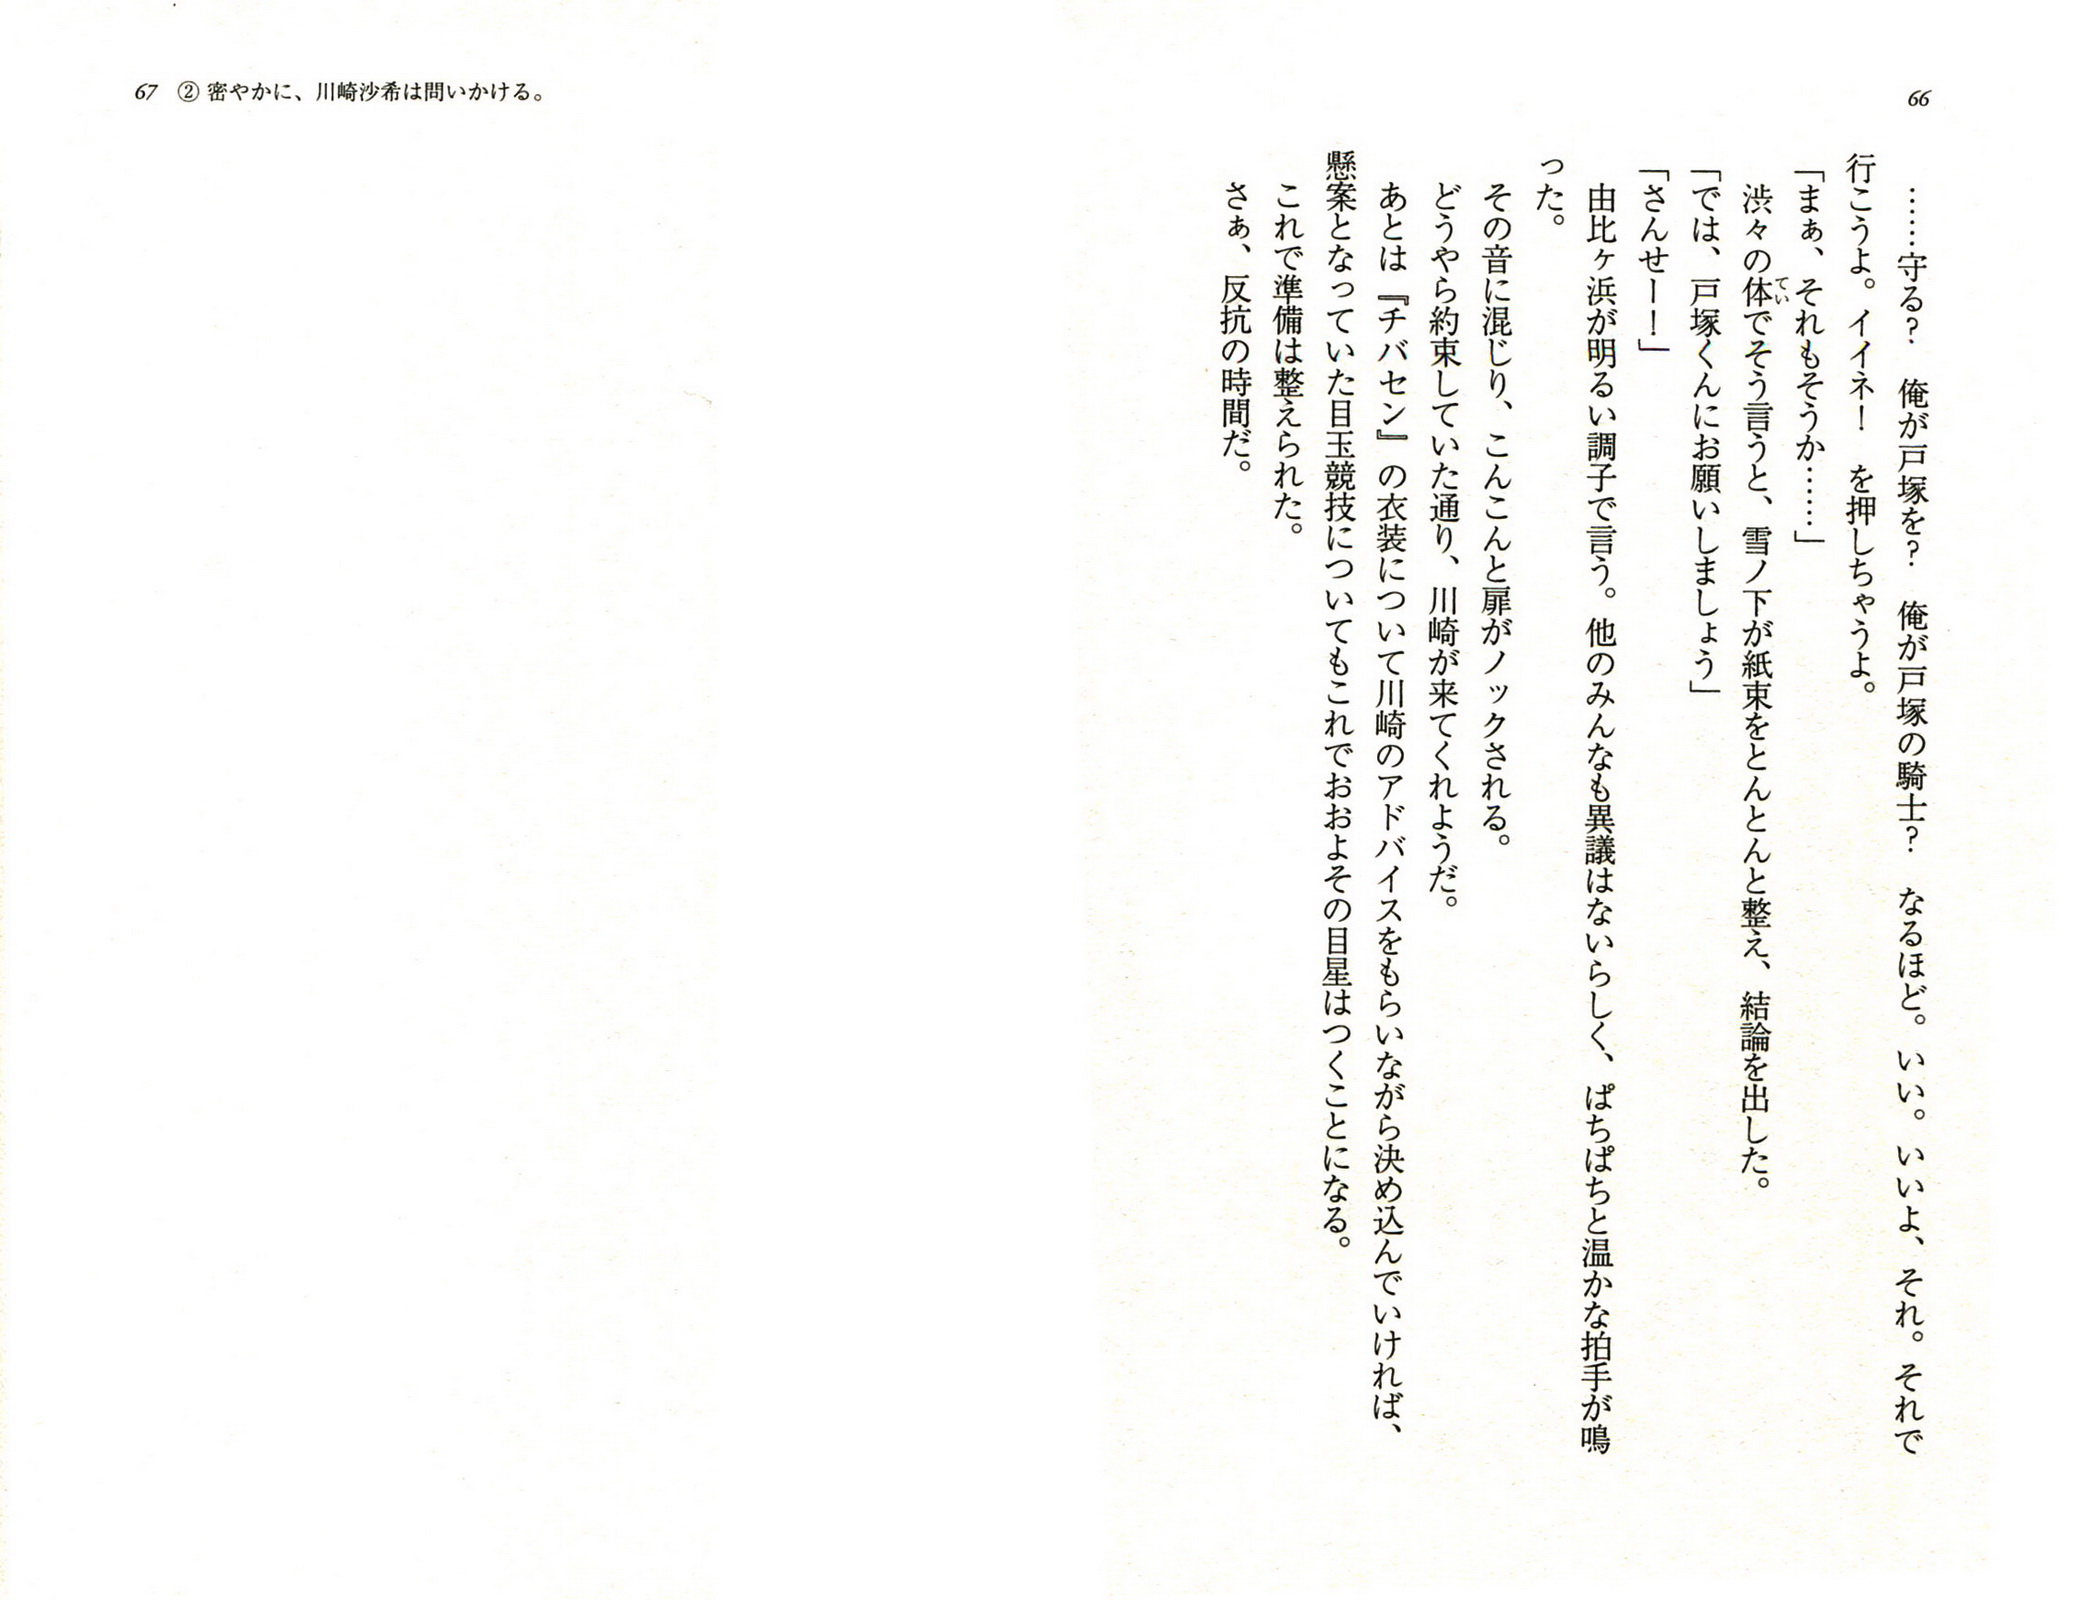 66
……守る？　俺が戸塚を？　俺が戸塚の騎士？　なるほど。いい。いいよ、それ。それで
行こうよ。イイネ！　を押しちゃうよ。
「まぁ、それもそうか……」
渋々の体でそう言うと、雪ノ下が紙束をとんとんと整え、結論を出した。
てい
「では、戸塚くんにお願いしましょう」
「さんせー！」
由比ヶ浜が明るい調子で言う。他のみんなも異議はないらしく、ぱちぱちと温かな拍手が鳴
った。
その音に混じり、こんこんと扉がノックされる。
どうやら約束していた通り、川崎が来てくれようだ。
あとは『チバセン』の衣装について川崎のアドバイスをもらいながら決め込んでいければ、
懸案となっていた目玉競技についてもこれでおおよその目星はつくことになる。
これで準備は整えられた。
さぁ、反抗の時間だ。
67　② 密やかに、川崎沙希は問いかける。